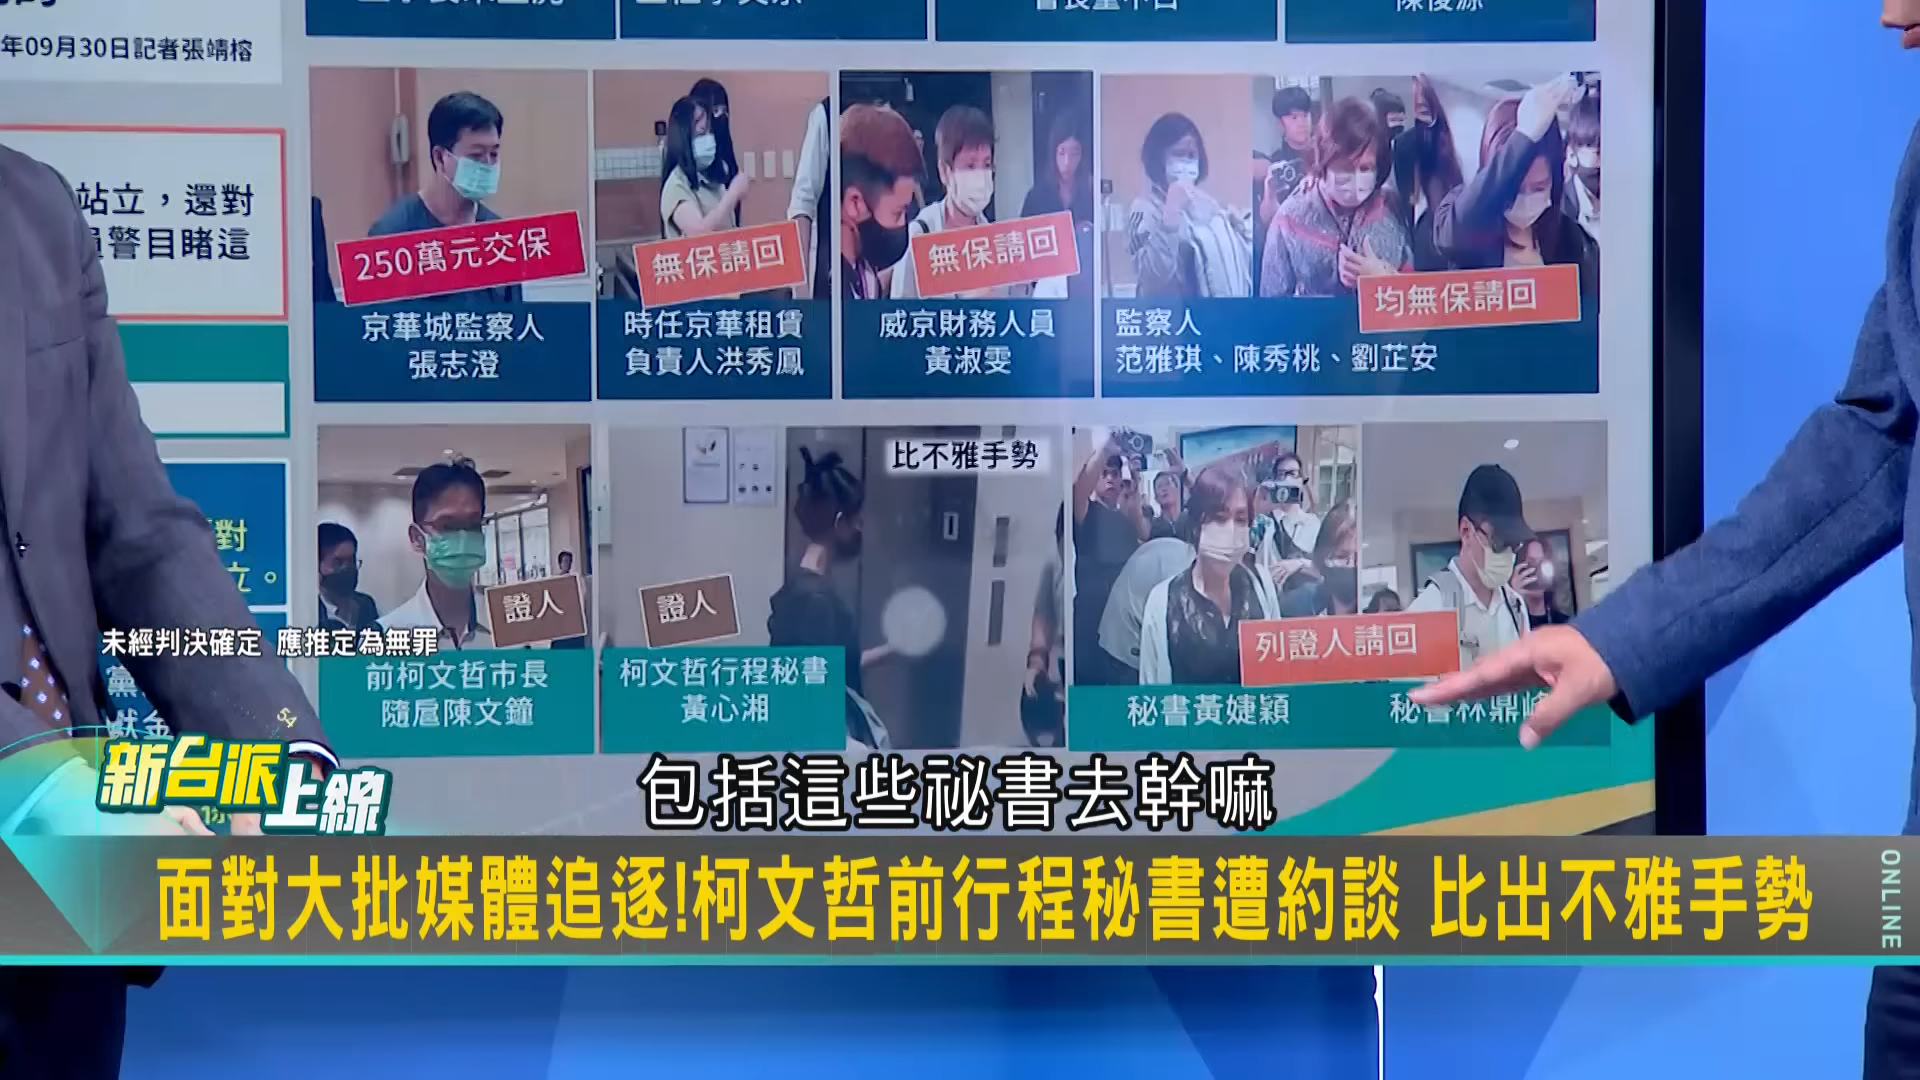 年09月30日記者張靖榕
站立，還對
警目睹這
250萬元交保
無保請回
無保請回
均無保請回
京華城監察人
張志澄
時任京華租賃
負責人洪秀鳳
威京財務人員
黃淑雯
監察人
范雅琪、陳秀桃、劉芷安
比不雅手勢
對
立。
證人
證人
列證人請回
未經判決確定 應推定為無罪
前柯文哲市長
隨扈陳文鐘
柯文哲行程秘書
黃心湘
秘書黃婕穎
秘書林鼎
黨
獻金
新台派
上線
包括這些祕書去幹嘛
面對大批媒體追逐!柯文哲前行程秘書遭約談 比出不雅手勢
ONLINE